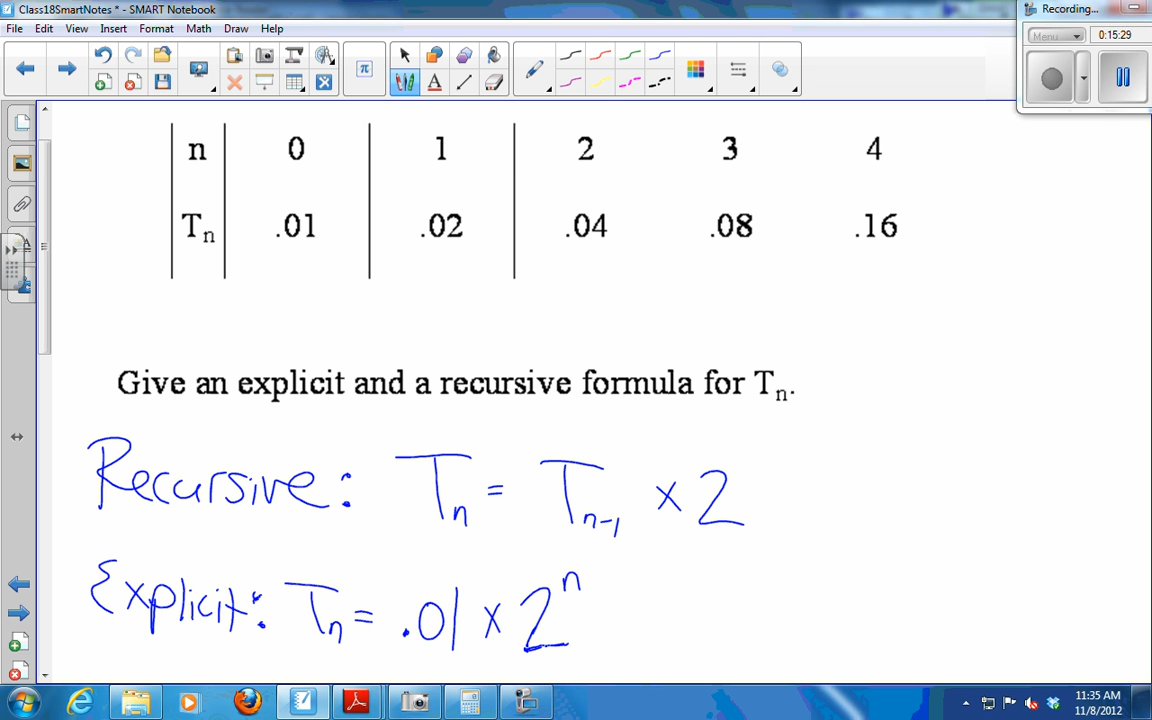 Class18SmartNotes * - SMART Notebook
Recording...
File Edit View Insert Format Math Draw Help
Menu
0:15:29
π
A
n 0 1 2 3 4
Tn .01 .02 .04 .08 .16
Give an explicit and a recursive formula for Tn.
Recursive: Tn = Tn-1 × 2
Explicit: Tn = .01 × 2^n
11:35 AM
11/8/2012